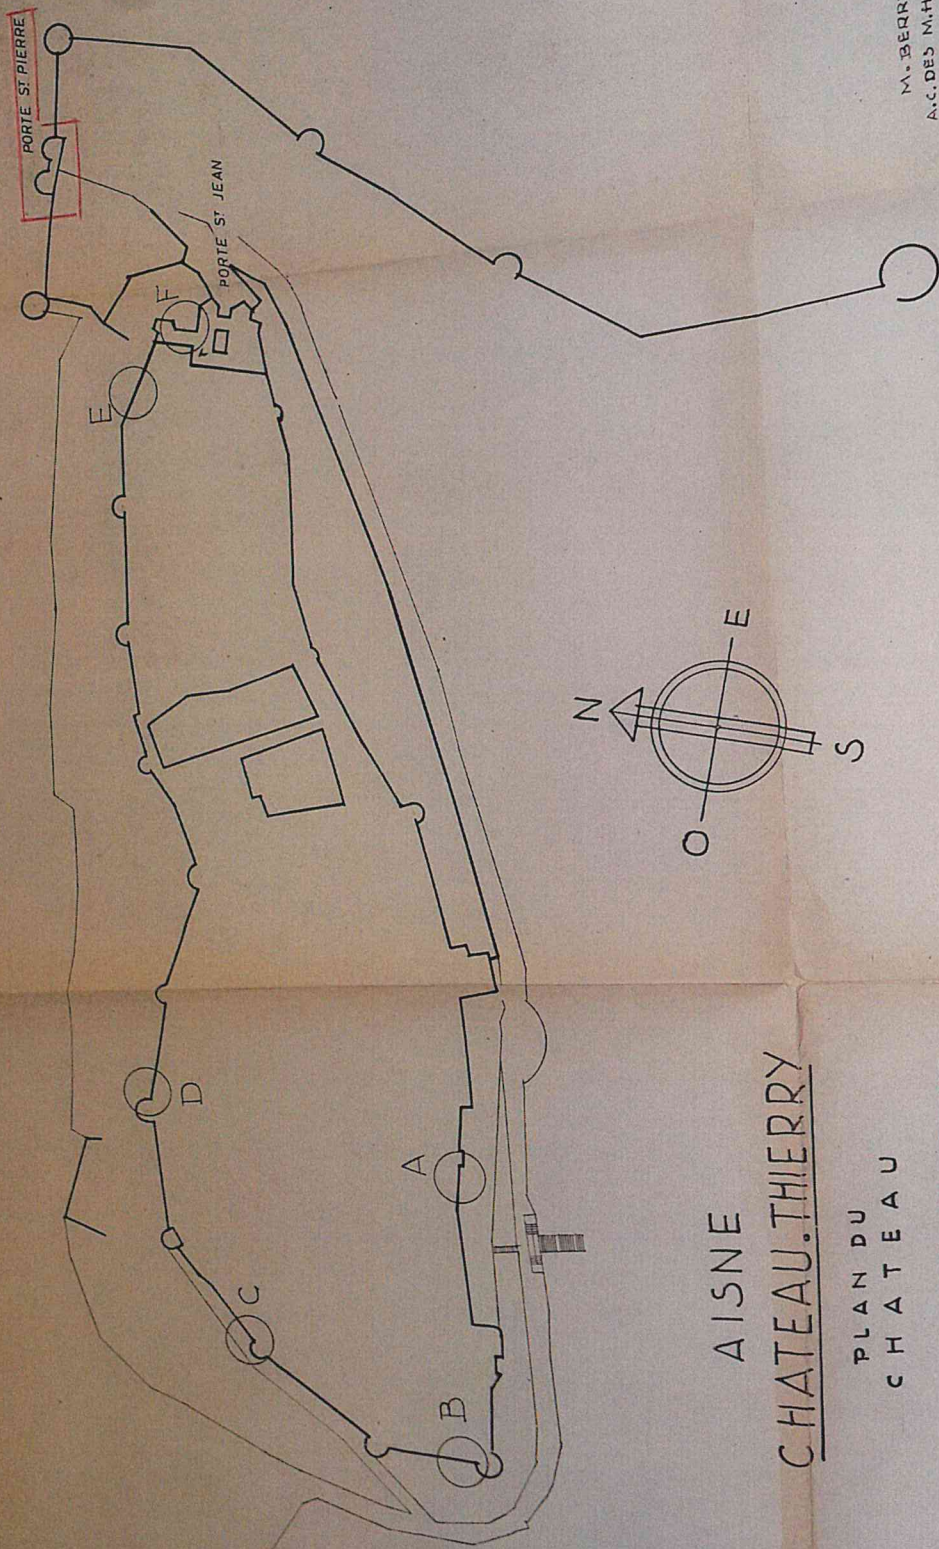 PORTE ST PIERRE
PORTE ST JEAN
F
E
D
C
B
A
N
O
E
S
AISNE
CHATEAU.THIERRY
PLAN DU
CHATEAU
M. BERR
A.C. DES M.H